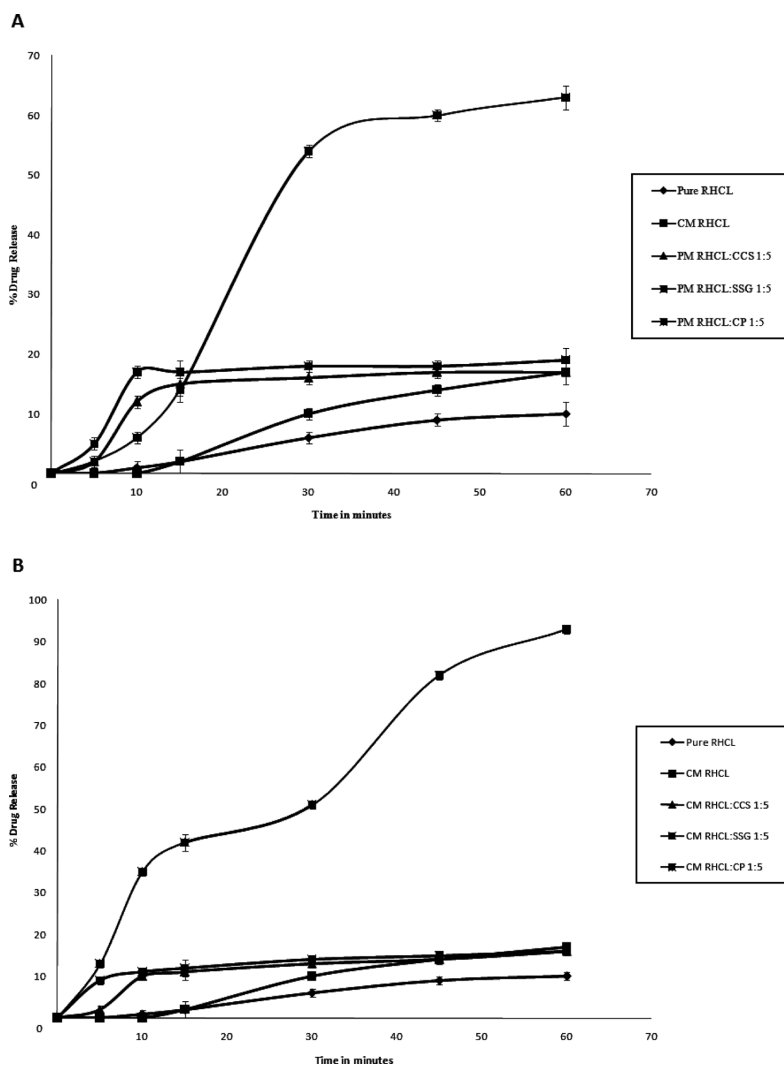 A
70
60
50
40
30
20
10
0
% Drug Release
10 20 30 40 50 60 70
Time in minutes
Pure RHCL
CM RHCL
PM RHCL:CCS 1:5
PM RHCL:SSG 1:5
PM RHCL:CP 1:5
B
100
90
80
70
60
50
40
30
20
10
0
% Drug Release
10 20 30 40 50 60 70
Time in minutes
Pure RHCL
CM RHCL
CM RHCL:CCS 1:5
CM RHCL:SSG 1:5
CM RHCL:CP 1:5